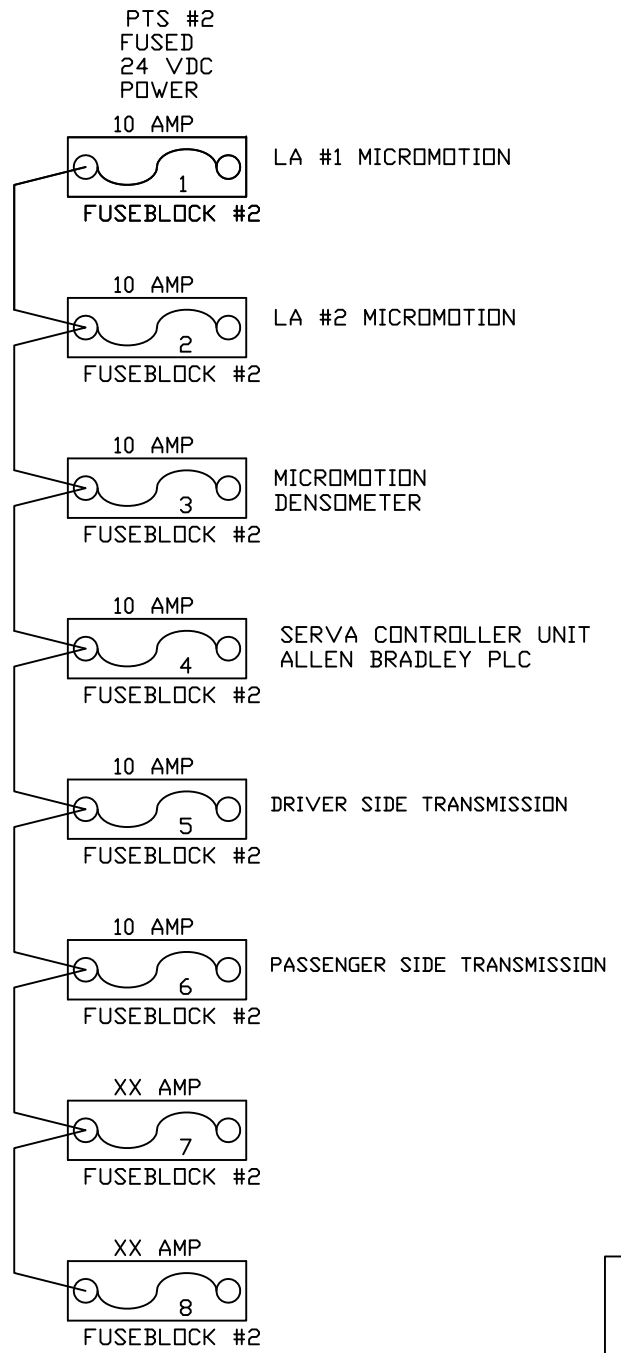 PTS #2
FUSED
24 VDC
POWER
10 AMP
1
LA #1 MICROMOTION
FUSEBLOCK #2
10 AMP
2
LA #2 MICROMOTION
FUSEBLOCK #2
10 AMP
3
MICROMOTION
DENSOMETER
FUSEBLOCK #2
10 AMP
4
SERVA CONTROLLER UNIT
ALLEN BRADLEY PLC
FUSEBLOCK #2
10 AMP
5
DRIVER SIDE TRANSMISSION
FUSEBLOCK #2
10 AMP
6
PASSENGER SIDE TRANSMISSION
FUSEBLOCK #2
XX AMP
7
FUSEBLOCK #2
XX AMP
8
FUSEBLOCK #2